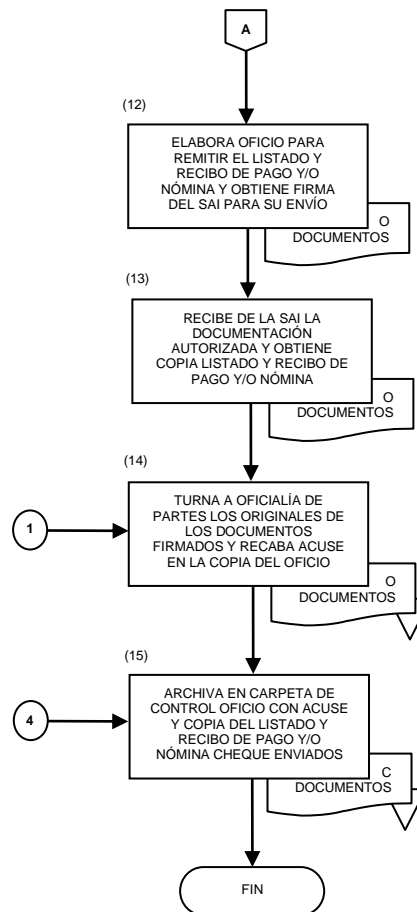 A
(12)
ELABORA OFICIO PARA
REMITIR EL LISTADO Y
RECIBO DE PAGO Y/O
NÓMINA Y OBTIENE FIRMA
DEL SAI PARA SU ENVÍO
O
DOCUMENTOS
(13)
RECIBE DE LA SAI LA
DOCUMENTACIÓN
AUTORIZADA Y OBTIENE
COPIA LISTADO Y RECIBO DE
PAGO Y/O NÓMINA
O
DOCUMENTOS
(14)
1
TURNA A OFICIALÍA DE
PARTES LOS ORIGINALES DE
LOS DOCUMENTOS
FIRMADOS Y RECABA ACUSE
EN LA COPIA DEL OFICIO
O
DOCUMENTOS
(15)
4
ARCHIVA EN CARPETA DE
CONTROL OFICIO CON ACUSE
Y COPIA DEL LISTADO Y
RECIBO DE PAGO Y/O
NÓMINA CHEQUE ENVIADOS
C
DOCUMENTOS
FIN